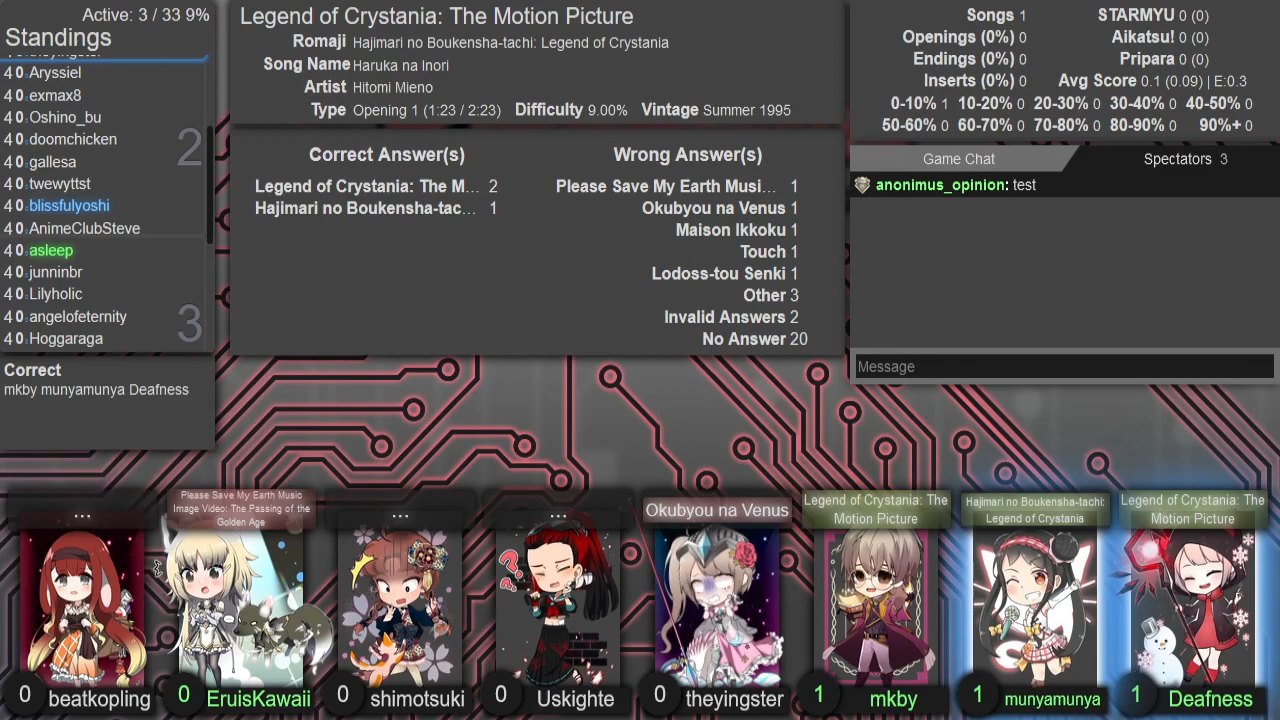 Active: 3 / 33 9%
Standings
4 0 Aryssiel
4 0 exmax8
4 0 Oshino_bu
4 0 doomchicken
2
4 0 gallesa
4 0 twewyttst
4 0 blissfulyoshi
4 0 AnimeClubSteve
4 0 asleep
4 0 junninbr
4 0 Lilyholic
4 0 angelofeternity
3
4 0 Hoggaraga
Correct
mkby munyamunya Deafness
Legend of Crystania: The Motion Picture
Romaji Hajimari no Boukensha-tachi: Legend of Crystania
Song Name Haruka na Inori
Artist Hitomi Mieno
Type Opening 1 (1:23 / 2:23) Difficulty 9.00% Vintage Summer 1995
Correct Answer(s)
Legend of Crystania: The M... 2
Hajimari no Boukensha-tac... 1
Wrong Answer(s)
Please Save My Earth Musi... 1
Okubyou na Venus 1
Maison Ikkoku 1
Touch 1
Lodoss-tou Senki 1
Other 3
Invalid Answers 2
No Answer 20
Songs 1 STARMYU 0 (0)
Openings (0%) 0 Aikatsu! 0 (0)
Endings (0%) 0 Pripara 0 (0)
Inserts (0%) 0 Avg Score 0.1 (0.09) | E:0.3
0-10% 1 10-20% 0 20-30% 0 30-40% 0 40-50% 0
50-60% 0 60-70% 0 70-80% 0 80-90% 0 90%+ 0
Game Chat Spectators 3
anonimus_opinion: test
Message
...
Please Save My Earth Music
Image Video: The Passing of the
Golden Age
...
...
Okubyou na Venus
Legend of Crystania: The
Motion Picture
Hajimari no Boukensha-tachi:
Legend of Crystania
Legend of Crystania: The
Motion Picture
0 beatkopling
0 EruisKawaii
0 shimotsuki
0 Uskighte
0 theyingster
1 mkby
1 munyamunya
1 Deafness